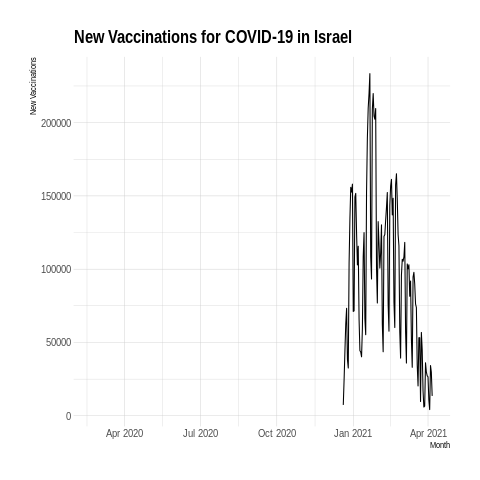 New Vaccinations for COVID-19 in Israel
New Vaccinations
200000
150000
100000
50000
0
Apr 2020 Jul 2020 Oct 2020 Jan 2021 Apr 2021
Month